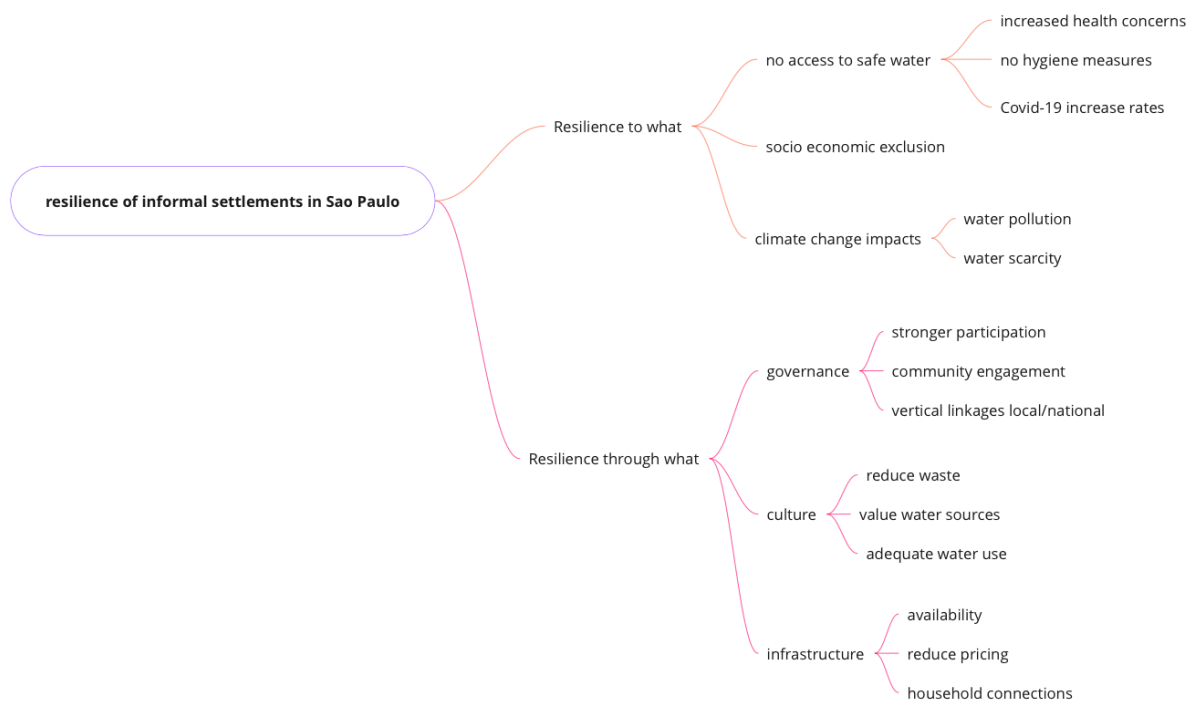 resilience of informal settlements in Sao Paulo
Resilience to what
no access to safe water
increased health concerns
no hygiene measures
Covid-19 increase rates
socio economic exclusion
climate change impacts
water pollution
water scarcity
Resilience through what
governance
stronger participation
community engagement
vertical linkages local/national
culture
reduce waste
value water sources
adequate water use
infrastructure
availability
reduce pricing
household connections